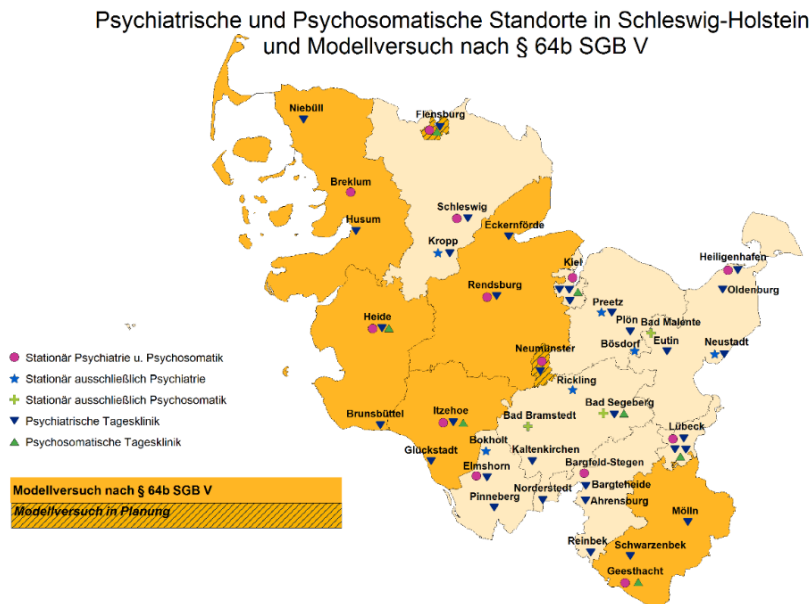 Psychiatrische und Psychosomatische Standorte in Schleswig-Holstein
und Modellversuch nach § 64b SGB V
Niebüll
Flensburg
Breklum
Schleswig
Husum
Eckernförde
Kropp
Kiel
Heiligenhafen
Rendsburg
Oldenburg
Preetz
Heide
Plön
Bad Malente
Neumünster
Bösdorf
Eutin
Neustadt
Rickling
Brunsbüttel
Itzehoe
Bad Segeberg
Bad Bramstedt
Lübeck
Glückstadt
Bokholt
Kaltenkirchen
Elmshorn
Bargfeld-Stegen
Bargteheide
Pinneberg
Norderstedt
Ahrensburg
Mölln
Reinbek
Schwarzenbek
Geesthacht
Stationär Psychiatrie u. Psychosomatik
Stationär ausschließlich Psychiatrie
Stationär ausschließlich Psychosomatik
Psychiatrische Tagesklinik
Psychosomatische Tagesklinik
Modellversuch nach § 64b SGB V
Modellversuch in Planung